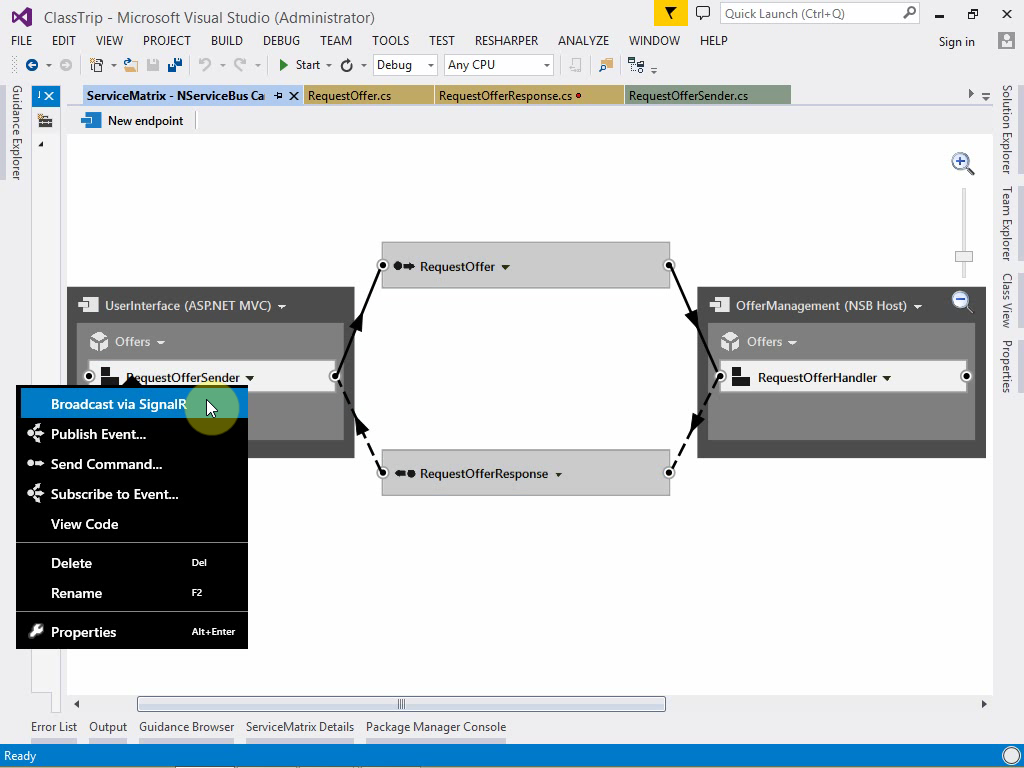 ClassTrip - Microsoft Visual Studio (Administrator)
Quick Launch (Ctrl+Q)
FILE EDIT VIEW PROJECT BUILD DEBUG TEAM TOOLS TEST RESHARPER ANALYZE WINDOW HELP
Sign in
Start Debug Any CPU
ServiceMatrix - NServiceBus Ca RequestOffer.cs RequestOfferResponse.cs RequestOfferSender.cs
New endpoint
Guidance Explorer
Solution Explorer
Team Explorer
Class View
Properties
RequestOffer
UserInterface (ASP.NET MVC)
Offers
RequestOfferSender
OfferManagement (NSB Host)
Offers
RequestOfferHandler
RequestOfferResponse
Broadcast via SignalR
Publish Event...
Send Command...
Subscribe to Event...
View Code
Delete Del
Rename F2
Properties Alt+Enter
Error List Output Guidance Browser ServiceMatrix Details Package Manager Console
Ready